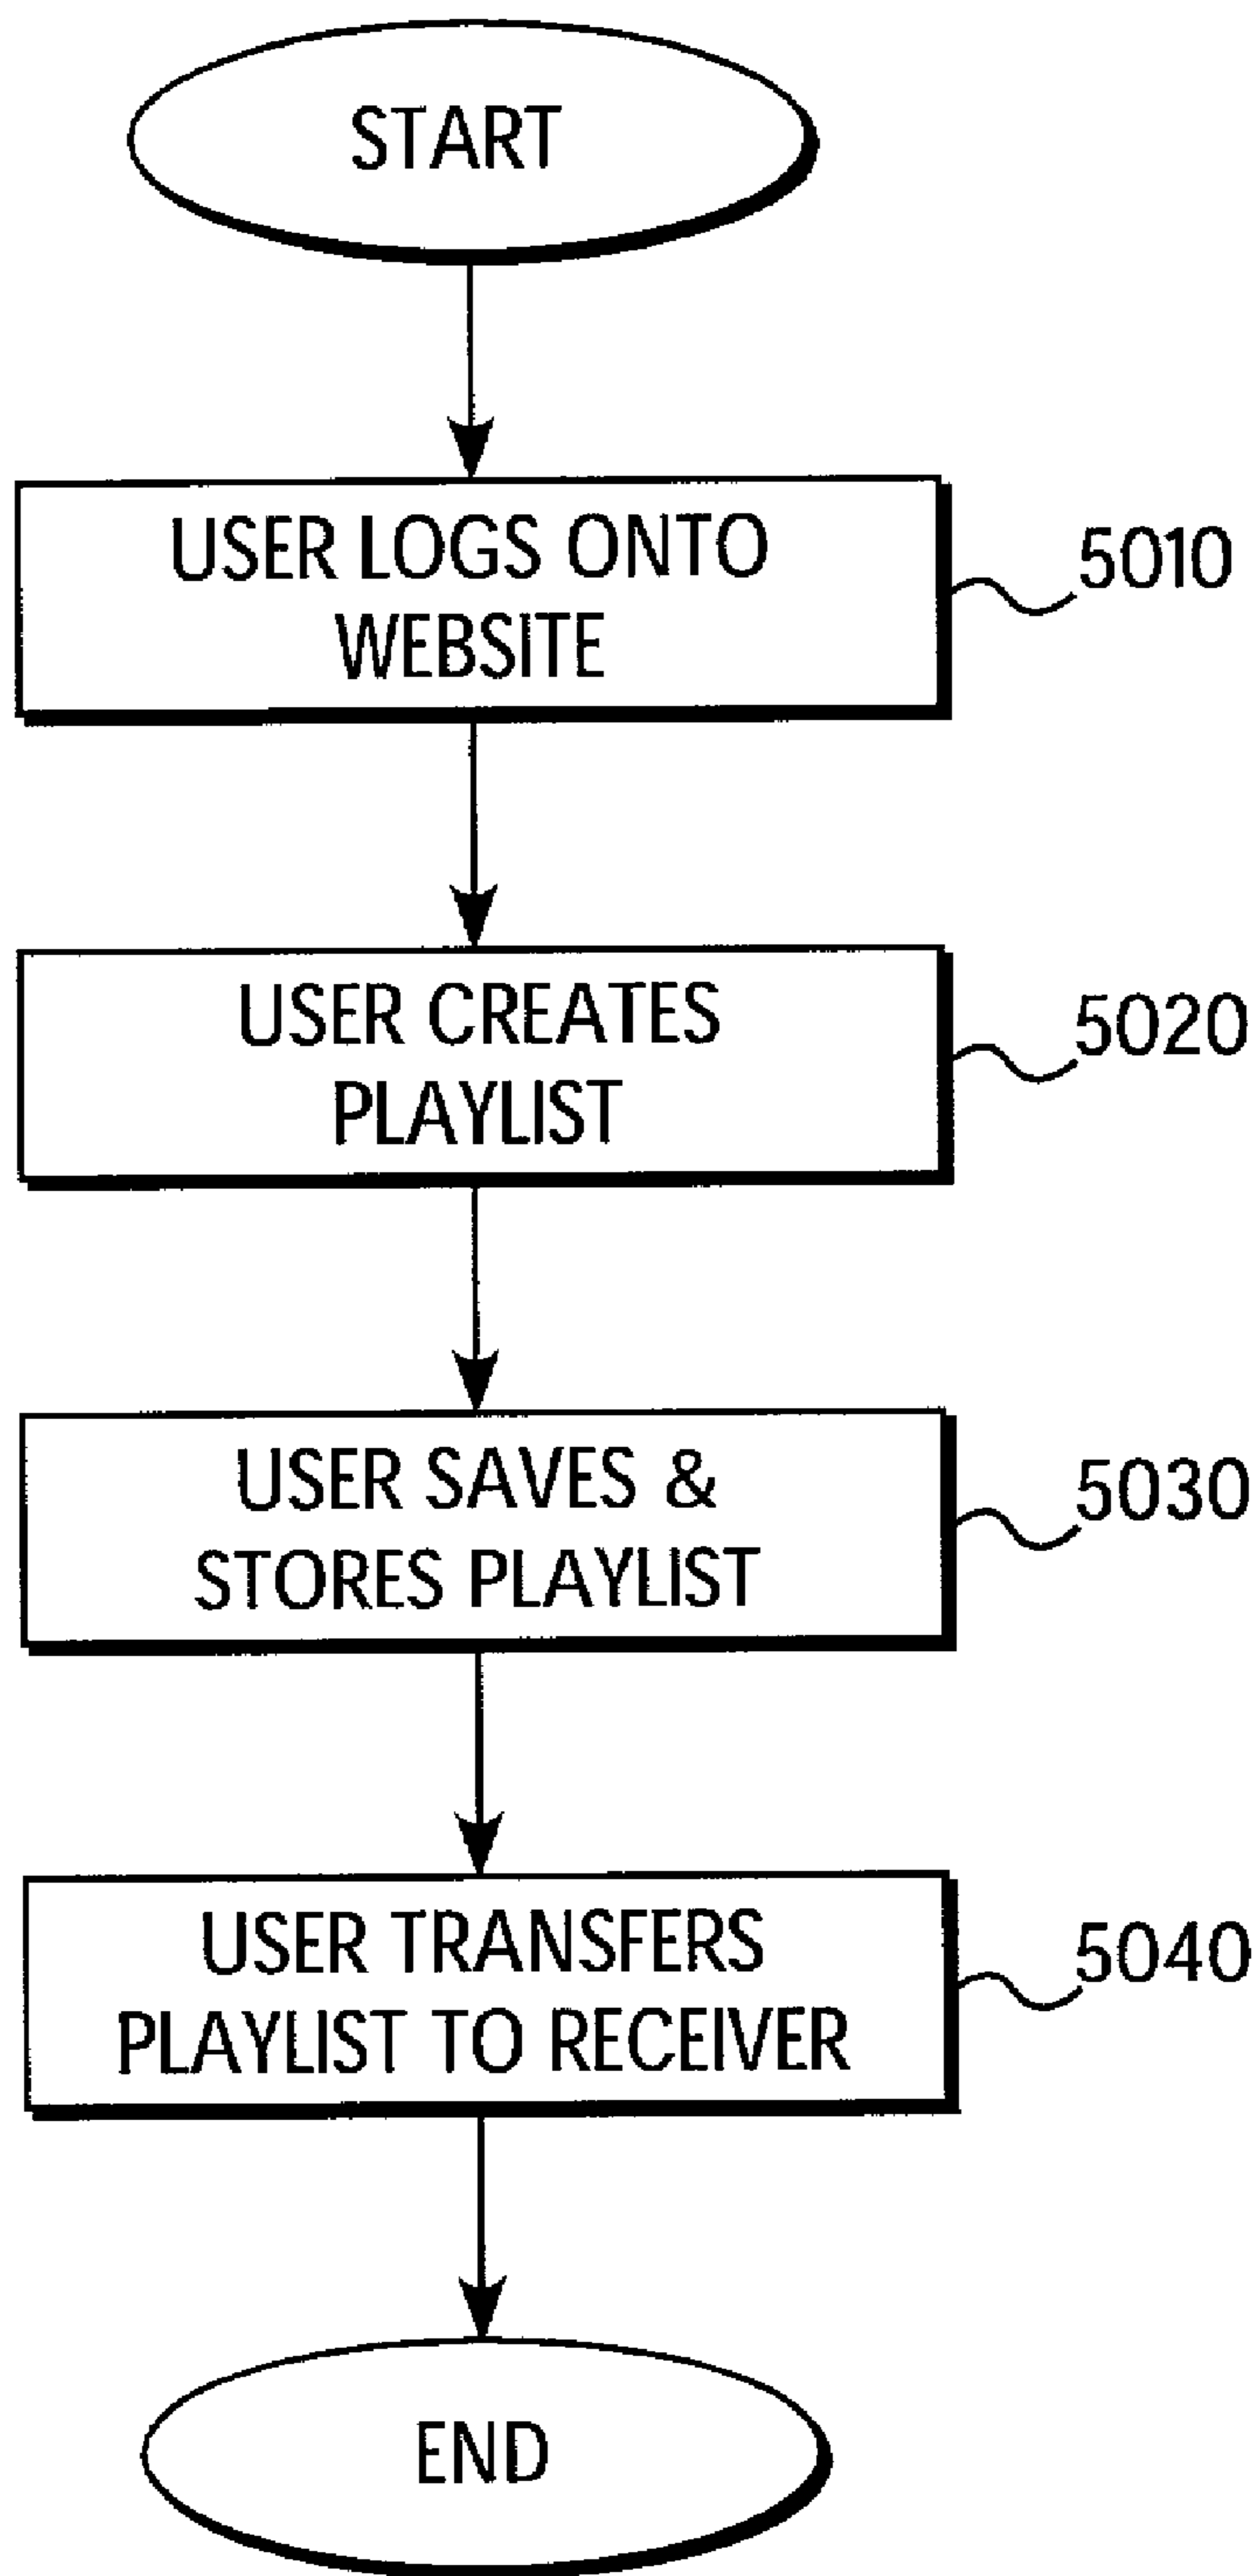 START
USER LOGS ONTO
WEBSITE
5010
USER CREATES
PLAYLIST
5020
USER SAVES &
STORES PLAYLIST
5030
USER TRANSFERS
PLAYLIST TO RECEIVER
5040
END